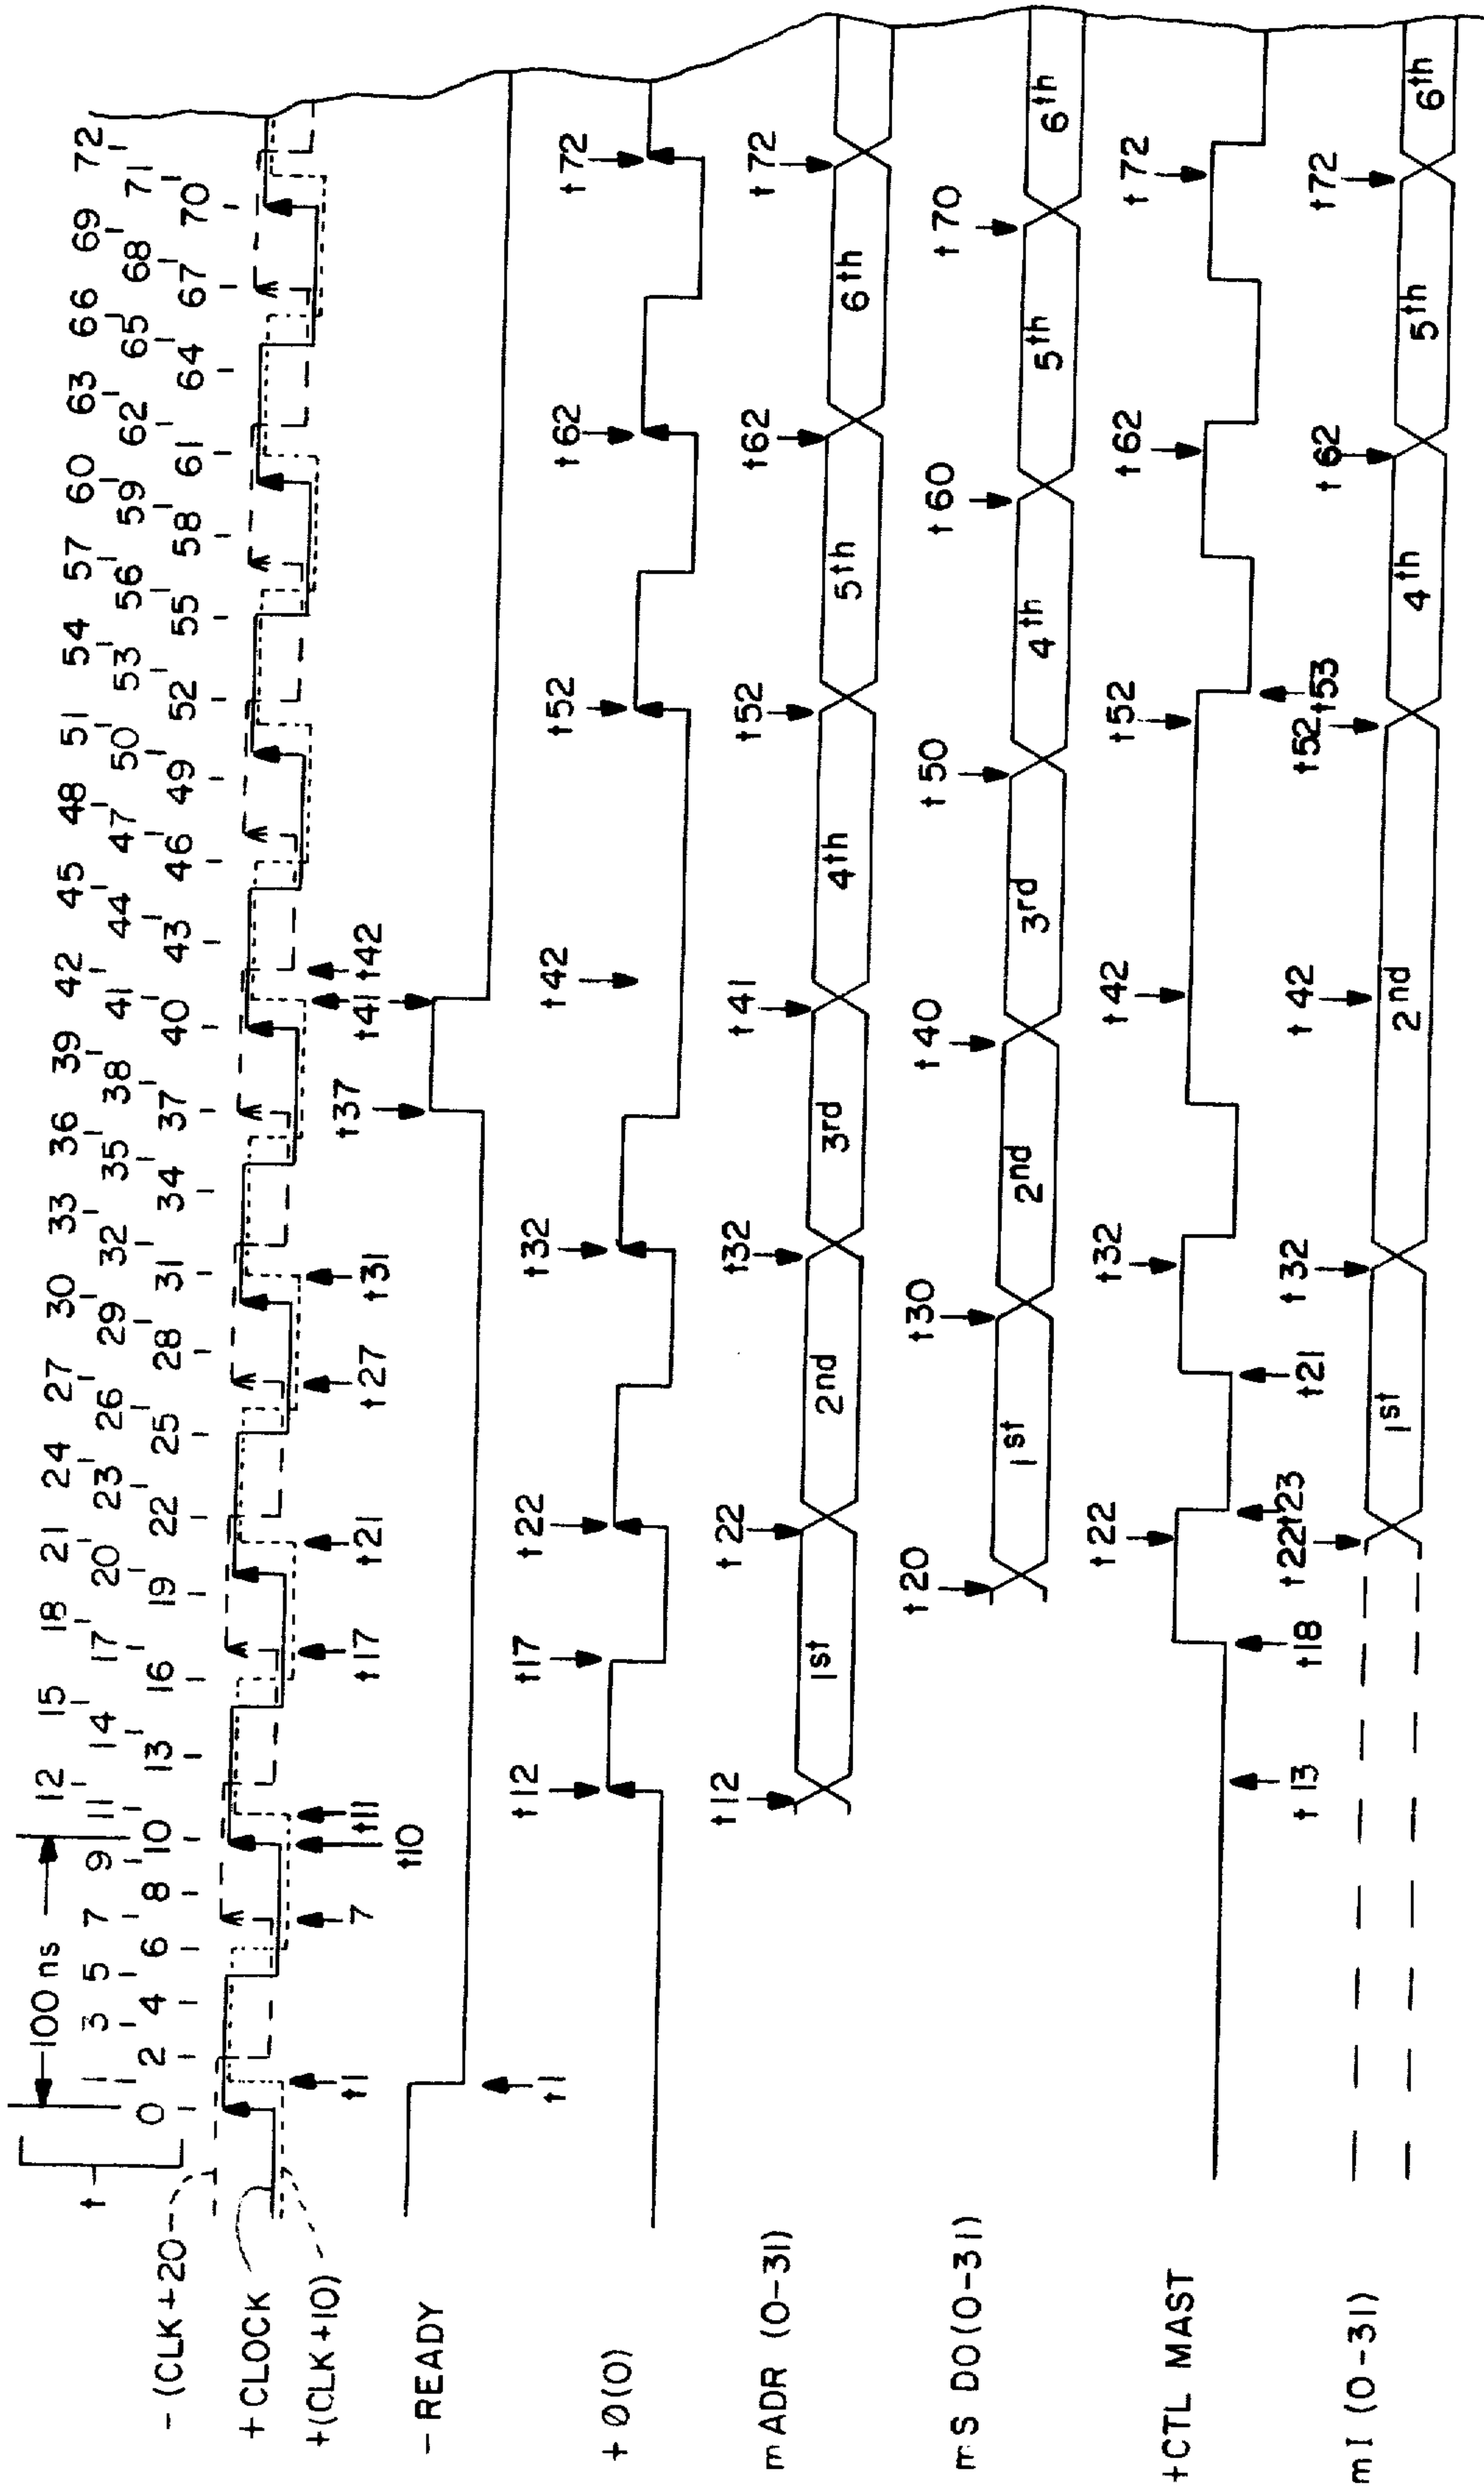 t
100 ns
1 3 5 7 9 11 12 14 15 17 18 20 21 23 24 26 27 29 30 32 33 35 36 38 39 41 42 44 45 47 48 50 51 53 54 56 57 59 60 62 63 65 66 68 69 71 72
0 2 4 6 8 10 13 16 19 22 25 28 31 34 37 40 43 46 49 52 55 58 61 64 67 70
- (CLK + 20)
+ CLOCK
+ (CLK + 10)
t1 7 t10 t11 t17 t21 t27 t31 t37 t41 t42
- READY
t1
+ Ø(0)
t12 t17 t22 t32 t42 t52 t62 t72
mADR (0-31)
t12 t22 t32 t41 t52 t62 t72
1st 2nd 3rd 4th 5th 6th
mS DO (0-31)
t20 t30 t40 t50 t60 t70
1st 2nd 3rd 4th 5th 6th
+CTL MAST
t22 t32 t42 t52 t62 t72
t13 t18 t23 t21 t53
mI (0-31)
t22 t32 t42 t52 t62 t72
1st 2nd 4th 5th 6th